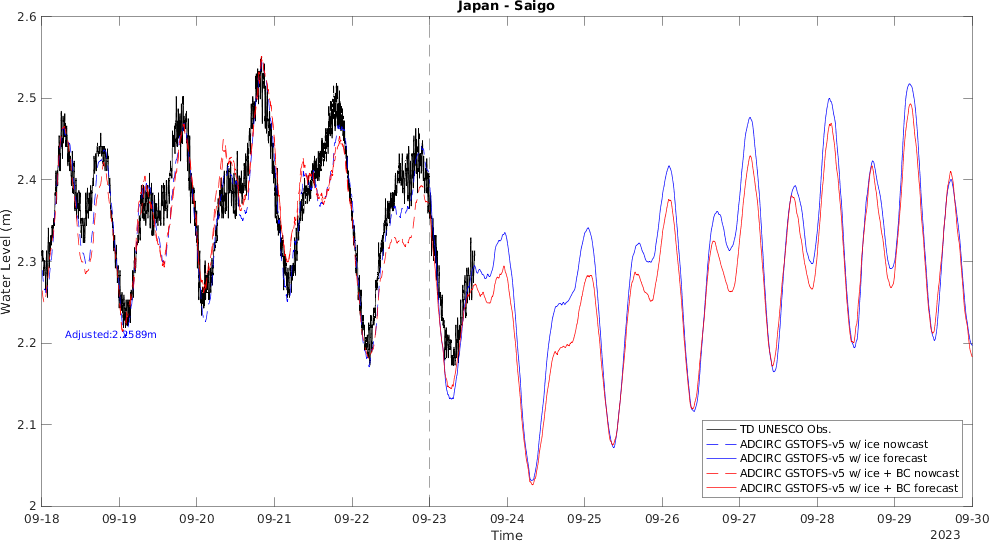 Japan - Saigo
Water Level (m)
2.6
2.5
2.4
2.3
2.2
2.1
2
Adjusted:2.2589m
TD UNESCO Obs.
ADCIRC GSTOFS-v5 w/ ice nowcast
ADCIRC GSTOFS-v5 w/ ice forecast
ADCIRC GSTOFS-v5 w/ ice + BC nowcast
ADCIRC GSTOFS-v5 w/ ice + BC forecast
09-18 09-19 09-20 09-21 09-22 09-23 09-24 09-25 09-26 09-27 09-28 09-29 09-30
Time
2023